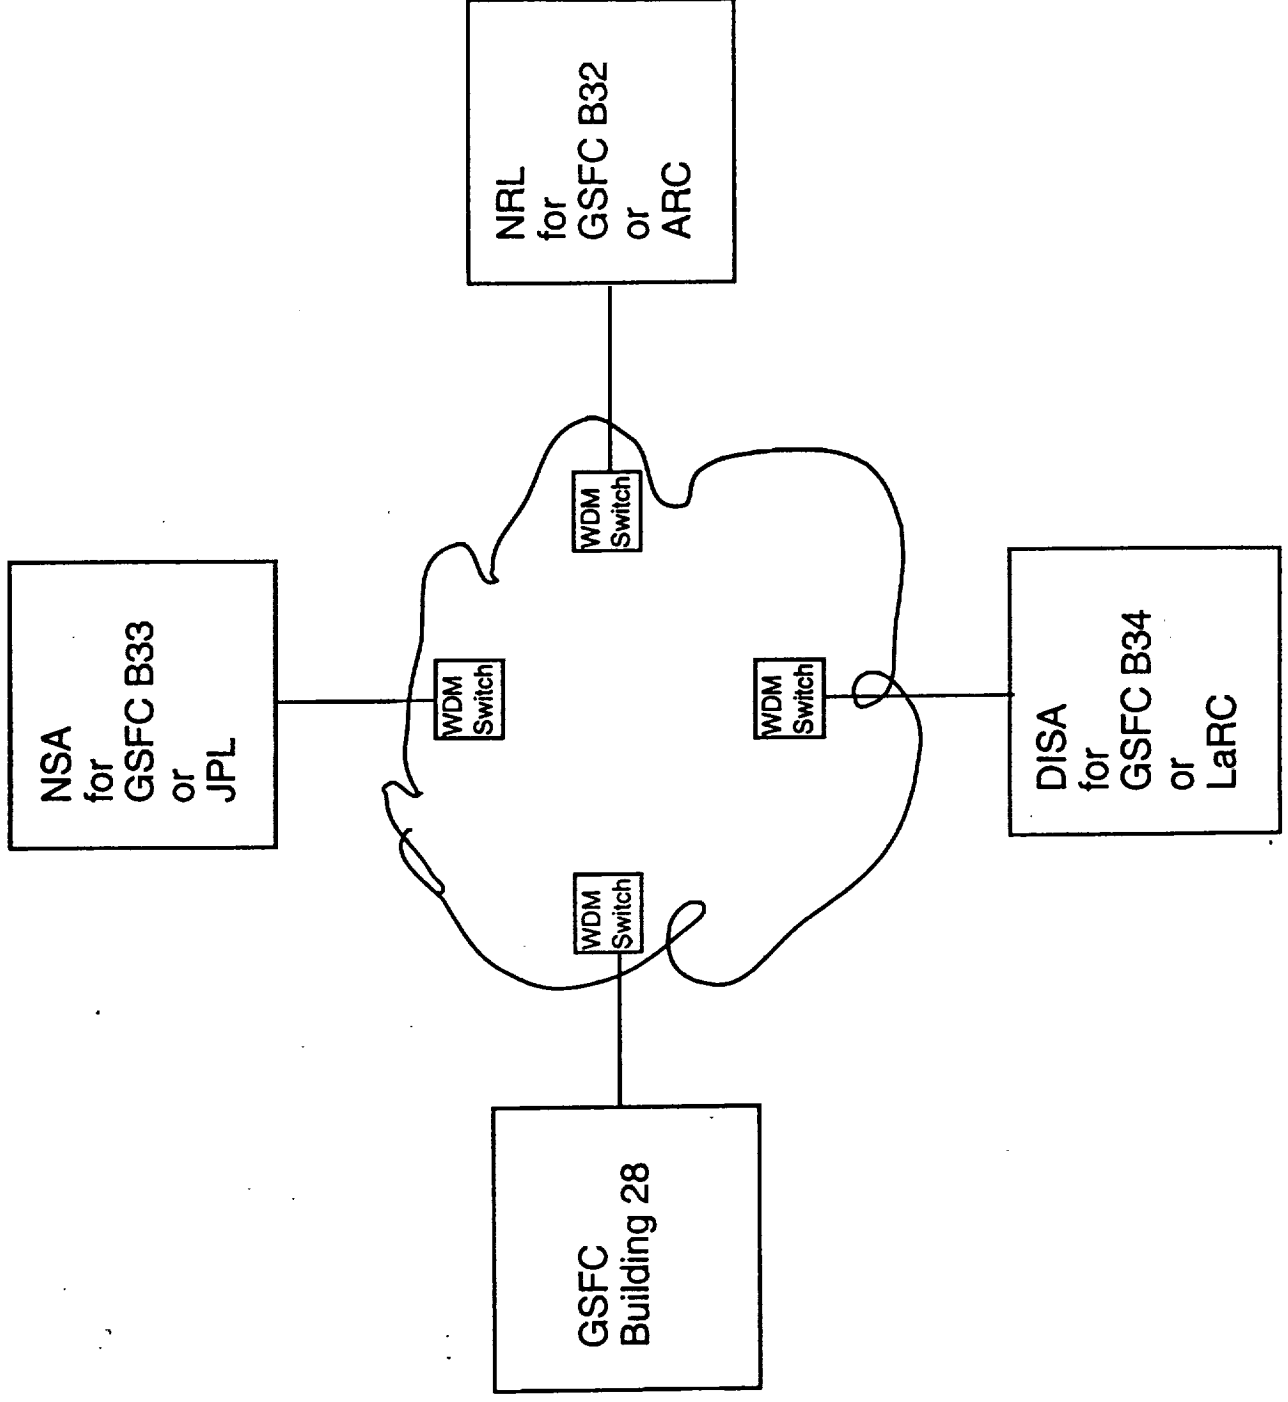 NSA
for
GSFC B33
or
JPL
GSFC
Building 28
WDM
Switch
WDM
Switch
WDM
Switch
WDM
Switch
NRL
for
GSFC B32
or
ARC
DISA
for
GSFC B34
or
LaRC